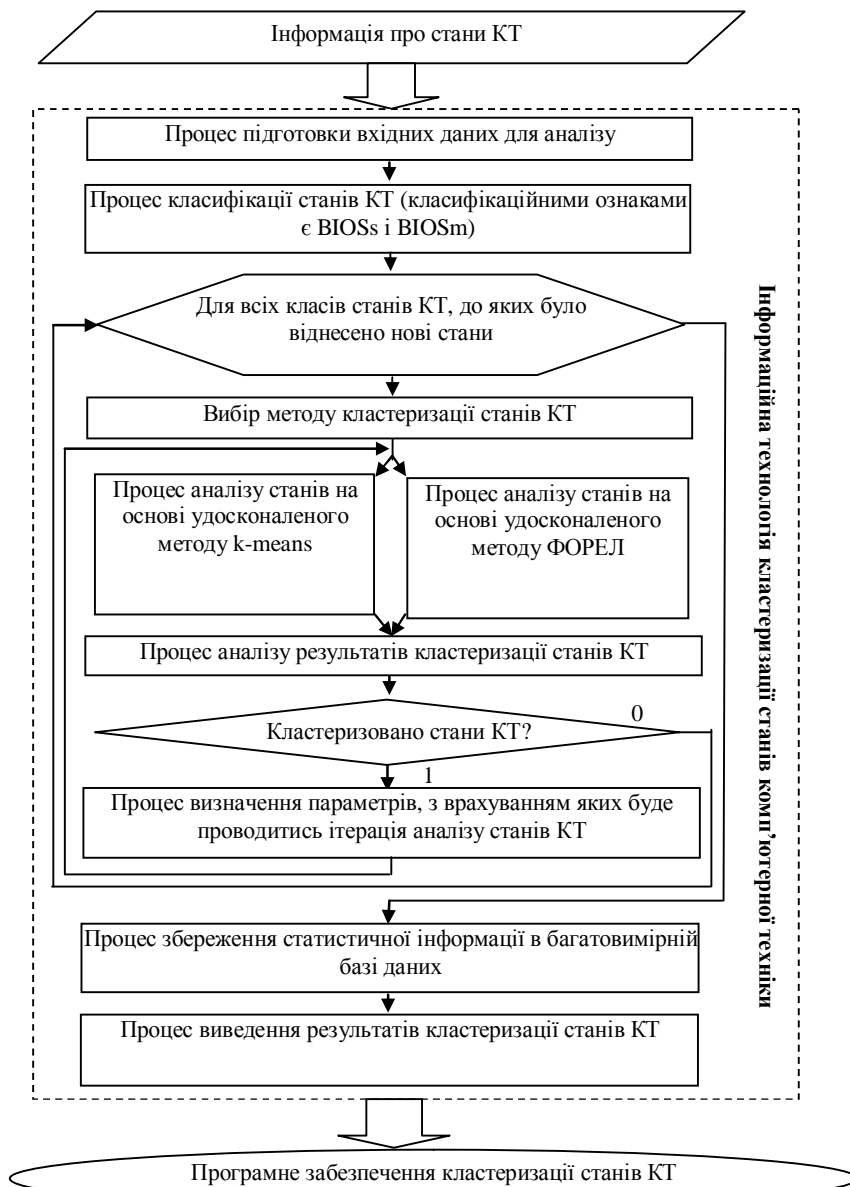 Інформація про стани КТ
Процес підготовки вхідних даних для аналізу
Процес класифікації станів КТ (класифікаційними ознаками
є BIOSs і BIOSm)
Для всіх класів станів КТ, до яких було
віднесено нові стани
Вибір методу кластеризації станів КТ
Процес аналізу станів на
основі удосконаленого
методу k-means
Процес аналізу станів на
основі удосконаленого
методу ФОРЕЛ
Процес аналізу результатів кластеризації станів КТ
Кластеризовано стани КТ?
0
1
Процес визначення параметрів, з врахуванням яких буде
проводитись ітерація аналізу станів КТ
Процес збереження статистичної інформації в багатовимірній
базі даних
Процес виведення результатів кластеризації станів КТ
Інформаційна технологія кластеризації станів комп’ютерної техніки
Програмне забезпечення кластеризації станів КТ